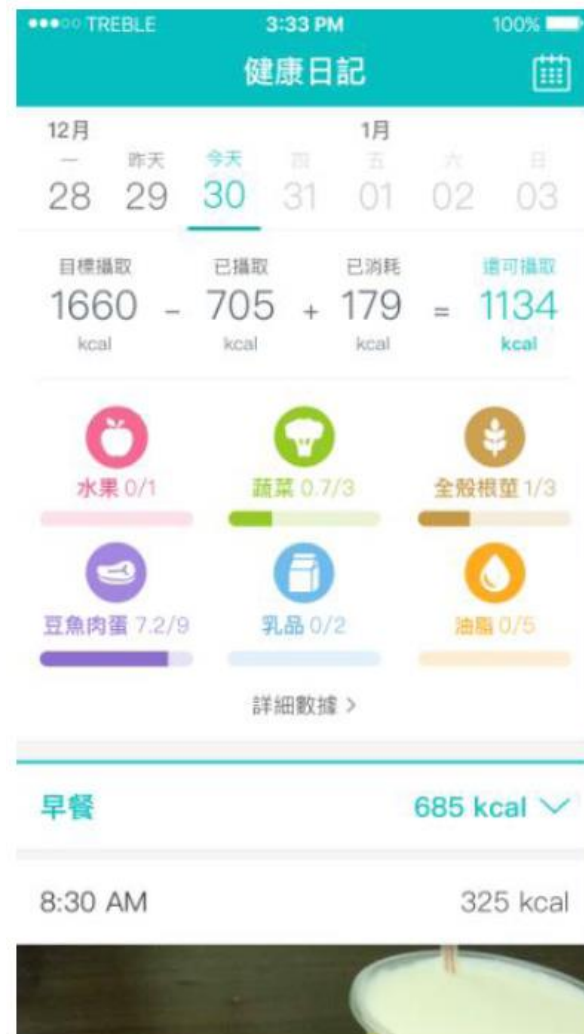 TREBLE 3:33 PM 100%
健康日記
12月 1月
一 昨天 今天 四 五 六 日
28 29 30 31 01 02 03
目標攝取 已攝取 已消耗 還可攝取
1660 - 705 + 179 = 1134
kcal kcal kcal kcal
水果 0/1 蔬菜 0.7/3 全穀根莖 1/3
豆魚肉蛋 7.2/9 乳品 0/2 油脂 0/5
詳細數據 >
早餐 685 kcal
8:30 AM 325 kcal